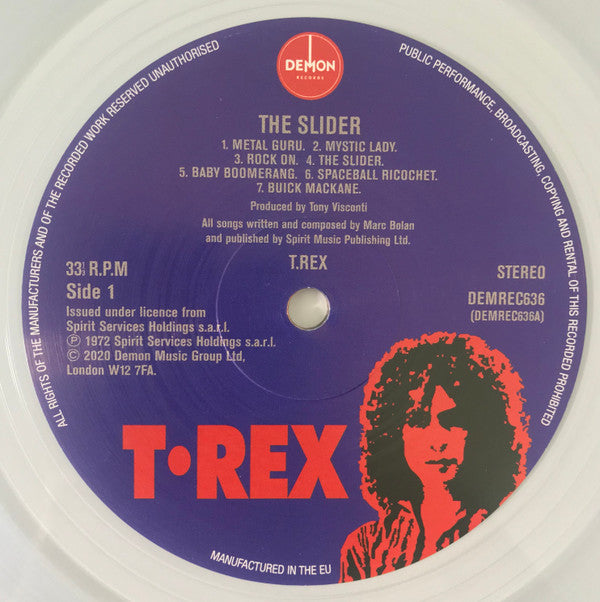 ALL RIGHTS OF THE MANUFACTURERS AND OF THE RECORDED WORK RESERVED UNAUTHORISED
PUBLIC PERFORMANCE, BROADCASTING, COPYING AND RENTAL OF THIS RECORDED PROHIBITED
DEMON
RECORDS
THE SLIDER
1. METAL GURU. 2. MYSTIC LADY.
3. ROCK ON. 4. THE SLIDER.
5. BABY BOOMERANG. 6. SPACEBALL RICOCHET.
7. BUICK MACKANE.
Produced by Tony Visconti
All songs written and composed by Marc Bolan
and published by Spirit Music Publishing Ltd.
T.REX
33⅓ R.P.M
Side 1
STEREO
DEMREC636
(DEMREC636A)
Issued under licence from
Spirit Services Holdings s.a.r.l.
℗ 1972 Spirit Services Holdings s.a.r.l.
© 2020 Demon Music Group Ltd,
London W12 7FA.
T•REX
MANUFACTURED IN THE EU